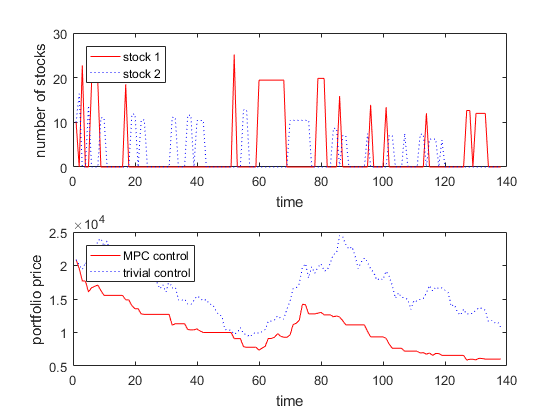 30
20
10
0
number of stocks
stock 1
stock 2
0 20 40 60 80 100 120 140
time
×10⁴
2.5
2
1.5
1
0.5
portfolio price
MPC control
trivial control
0 20 40 60 80 100 120 140
time